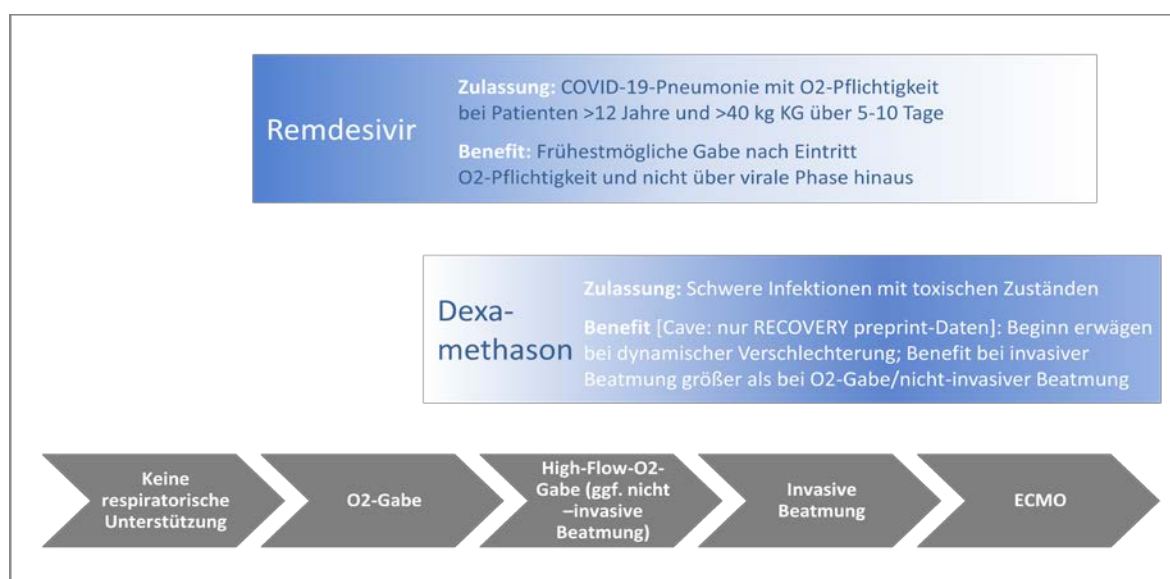 Remdesivir
Zulassung: COVID-19-Pneumonie mit O2-Pflichtigkeit
bei Patienten >12 Jahre und >40 kg KG über 5-10 Tage
Benefit: Frühestmögliche Gabe nach Eintritt
O2-Pflichtigkeit und nicht über virale Phase hinaus
Dexa-
methason
Zulassung: Schwere Infektionen mit toxischen Zuständen
Benefit [Cave: nur RECOVERY preprint-Daten]: Beginn erwägen
bei dynamischer Verschlechterung; Benefit bei invasiver
Beatmung größer als bei O2-Gabe/nicht-invasiver Beatmung
Keine
respiratorische
Unterstützung
O2-Gabe
High-Flow-O2-
Gabe (ggf. nicht
–invasive
Beatmung)
Invasive
Beatmung
ECMO